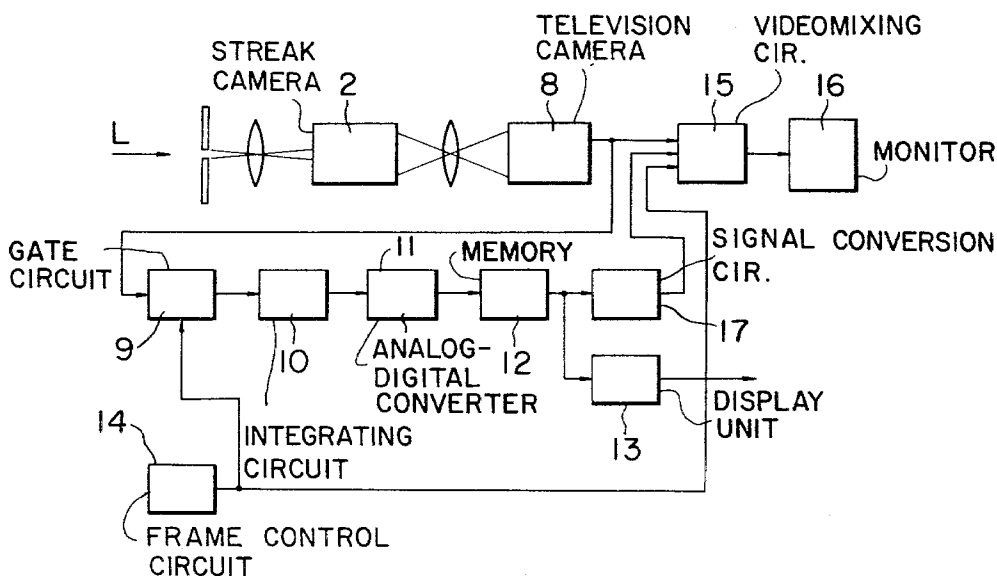 STREAK
CAMERA
2
TELEVISION
CAMERA
8
VIDEOMIXING
CIR.
15
16
L
MONITOR
GATE
CIRCUIT
9
10
11
MEMORY
12
SIGNAL CONVERSION
CIR.
17
ANALOG-
DIGITAL
CONVERTER
13
DISPLAY
UNIT
14
INTEGRATING
CIRCUIT
FRAME CONTROL
CIRCUIT